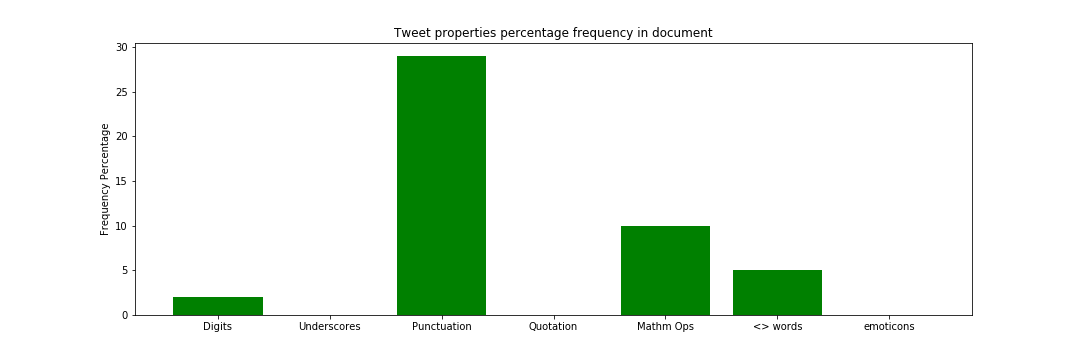 Tweet properties percentage frequency in document
Frequency Percentage
30
25
20
15
10
5
0
Digits Underscores Punctuation Quotation Mathm Ops <> words emoticons